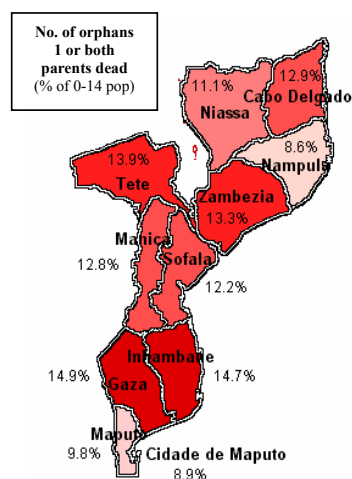 No. of orphans
1 or both
parents dead
(% of 0-14 pop)
11.1%
Niassa
12.9%
Cabo Delgado
8.6%
Nampula
13.9%
Tete
Zambezia
13.3%
Manica
12.8%
Sofala
12.2%
Inhambane
14.7%
14.9%
Gaza
Maputo
9.8%
Cidade de Maputo
8.9%